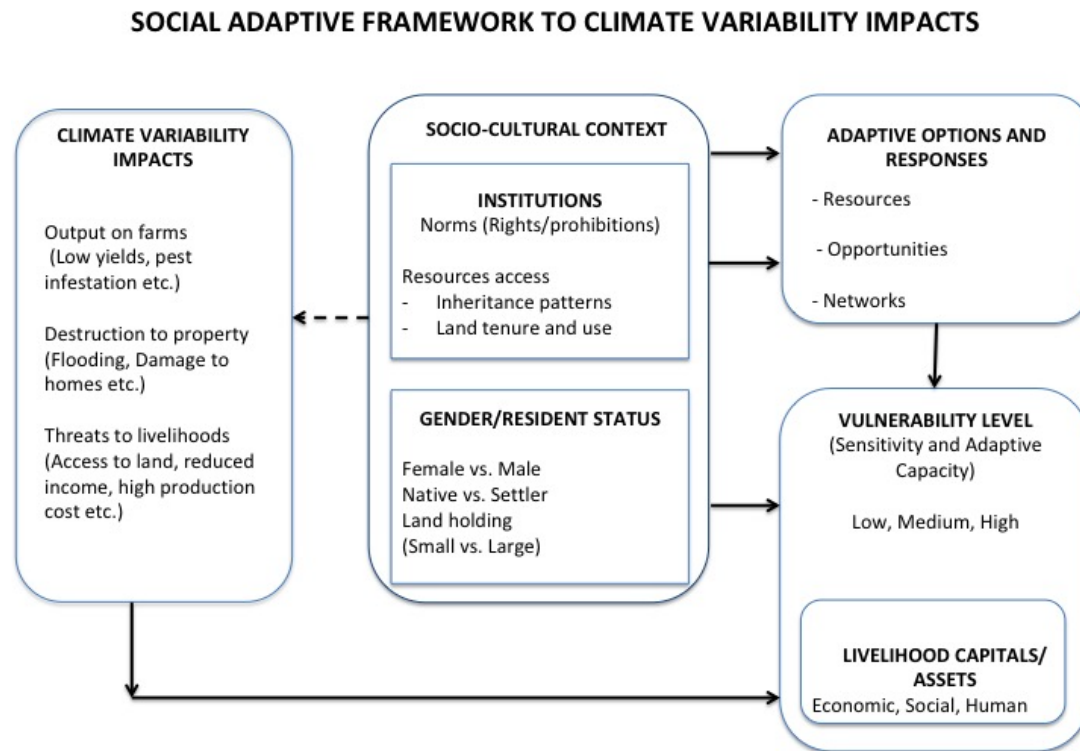 SOCIAL ADAPTIVE FRAMEWORK TO CLIMATE VARIABILITY IMPACTS
CLIMATE VARIABILITY
IMPACTS
Output on farms
(Low yields, pest
infestation etc.)
Destruction to property
(Flooding, Damage to
homes etc.)
Threats to livelihoods
(Access to land, reduced
income, high production
cost etc.)
SOCIO-CULTURAL CONTEXT
INSTITUTIONS
Norms (Rights/prohibitions)
Resources access
- Inheritance patterns
- Land tenure and use
GENDER/RESIDENT STATUS
Female vs. Male
Native vs. Settler
Land holding
(Small vs. Large)
ADAPTIVE OPTIONS AND
RESPONSES
- Resources
- Opportunities
- Networks
VULNERABILITY LEVEL
(Sensitivity and Adaptive
Capacity)
Low, Medium, High
LIVELIHOOD CAPITALS/
ASSETS
Economic, Social, Human